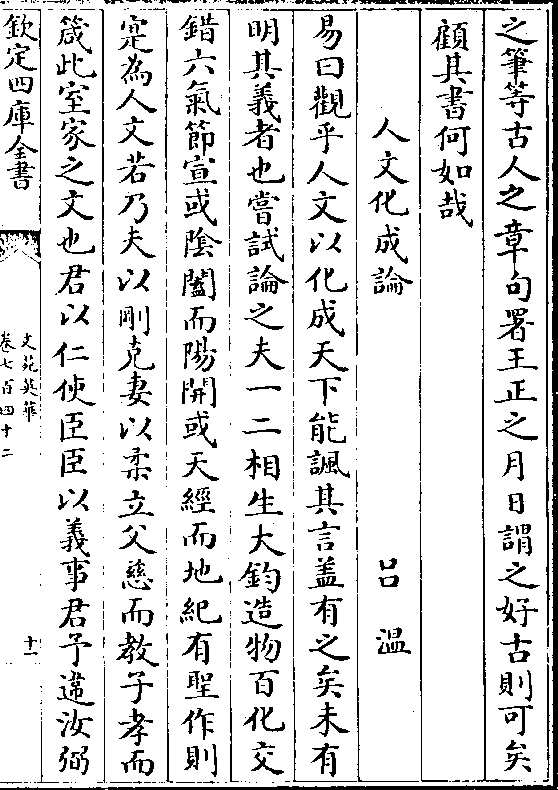 之筆等古人之章句署王正之月日謂之好古則可矣
顧其書何如哉
人文化成論 吕溫
易曰觀乎人文以化成天下能諷其言盖有之矣未有
明其義者也嘗試論之夫一二相生大鈞造物百化交
錯六氣節宣或陰闔而陽開或天經而地紀有聖作則
寔為人文若乃夫以剛克妻以柔立父慈而教子孝而
箴此室家之文也君以仁使臣臣以義事君予違汝弼
欽定四庫全書
文苑英華
卷七百四十二
十一